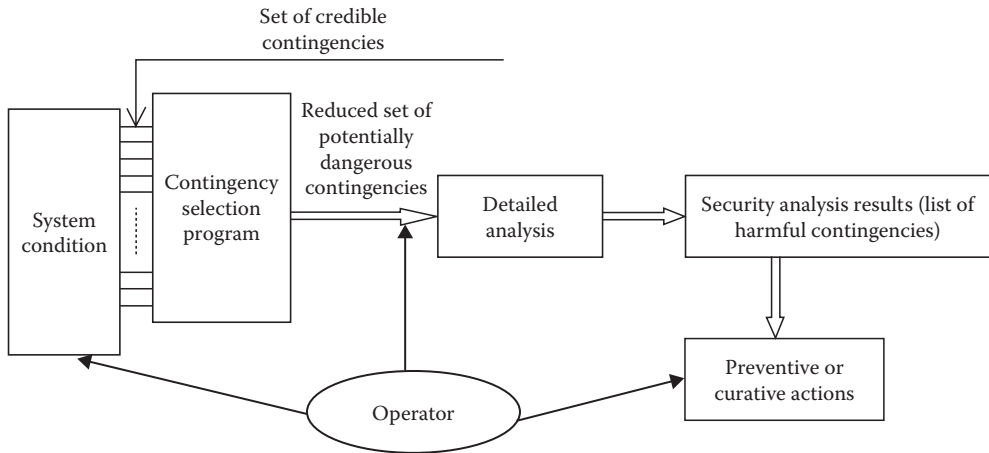 Set of credible
contingencies
Reduced set of
potentially
dangerous
contingencies
System
condition
Contingency
selection
program
Detailed
analysis
Security analysis results (list of
harmful contingencies)
Preventive or
curative actions
Operator